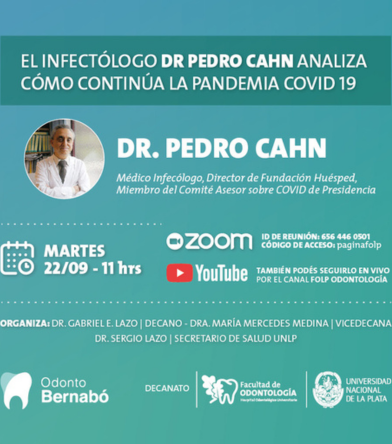 EL INFECTÓLOGO DR PEDRO CAHN ANALIZA
CÓMO CONTINÚA LA PANDEMIA COVID 19
DR. PEDRO CAHN
Médico Infecólogo, Director de Fundación Huésped,
Miembro del Comité Asesor sobre COVID de Presidencia
MARTES
22/09 - 11 hrs
zoom
ID DE REUNIÓN: 656 446 0501
CÓDIGO DE ACCESO: paginafolp
YouTube
TAMBIÉN PODÉS SEGUIRLO EN VIVO
POR EL CANAL FOLP ODONTOLOGÍA
ORGANIZA: DR. GABRIEL E. LAZO | DECANO - DRA. MARÍA MERCEDES MEDINA | VICEDECANA
DR. SERGIO LAZO | SECRETARIO DE SALUD UNLP
Odonto
Bernabó
DECANATO
Facultad de
ODONTOLOGÍA
Hospital Odontológico Universitario
UNIVERSIDAD
NACIONAL
DE LA PLATA